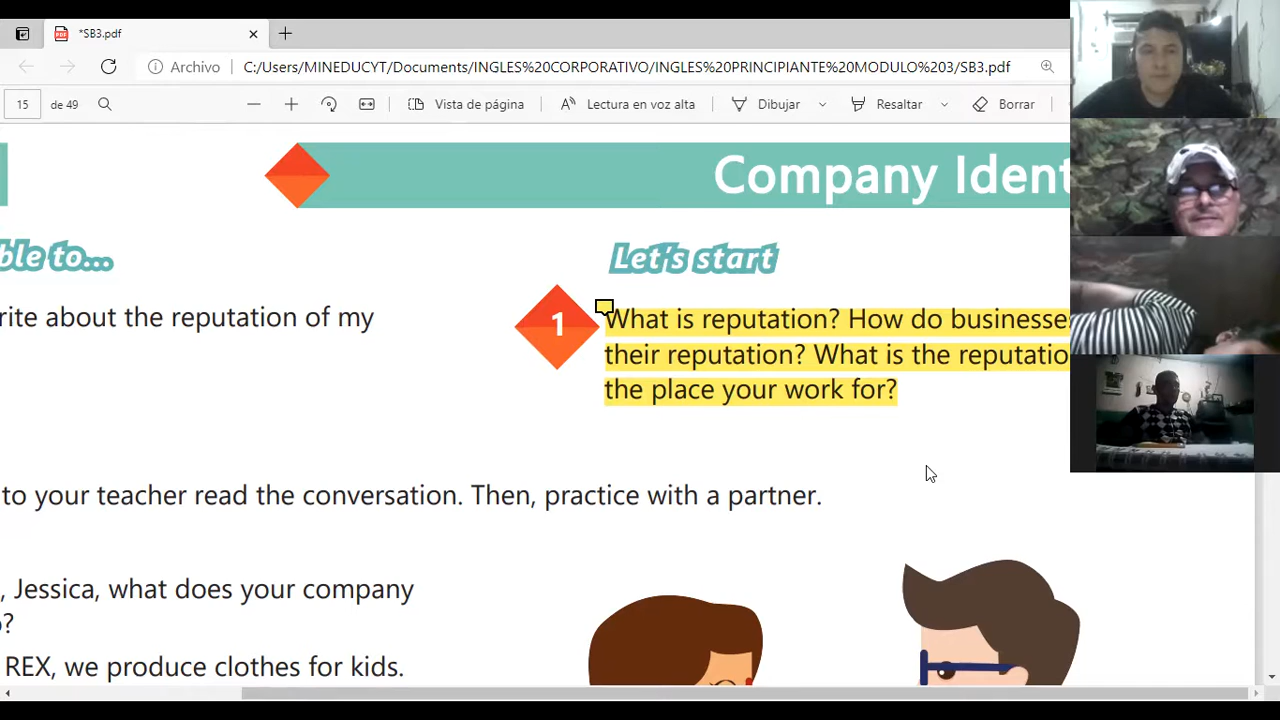 *SB3.pdf
Archivo C:/Users/MINEDUCYT/Documents/INGLES%20CORPORATIVO/INGLES%20PRINCIPIANTE%20MODULO%203/SB3.pdf
15 de 49 Vista de página Lectura en voz alta Dibujar Resaltar Borrar
Company Ident
ble to...
Let's start
rite about the reputation of my
1
What is reputation? How do businesses
their reputation? What is the reputatio
the place your work for?
to your teacher read the conversation. Then, practice with a partner.
, Jessica, what does your company
o?
REX, we produce clothes for kids.